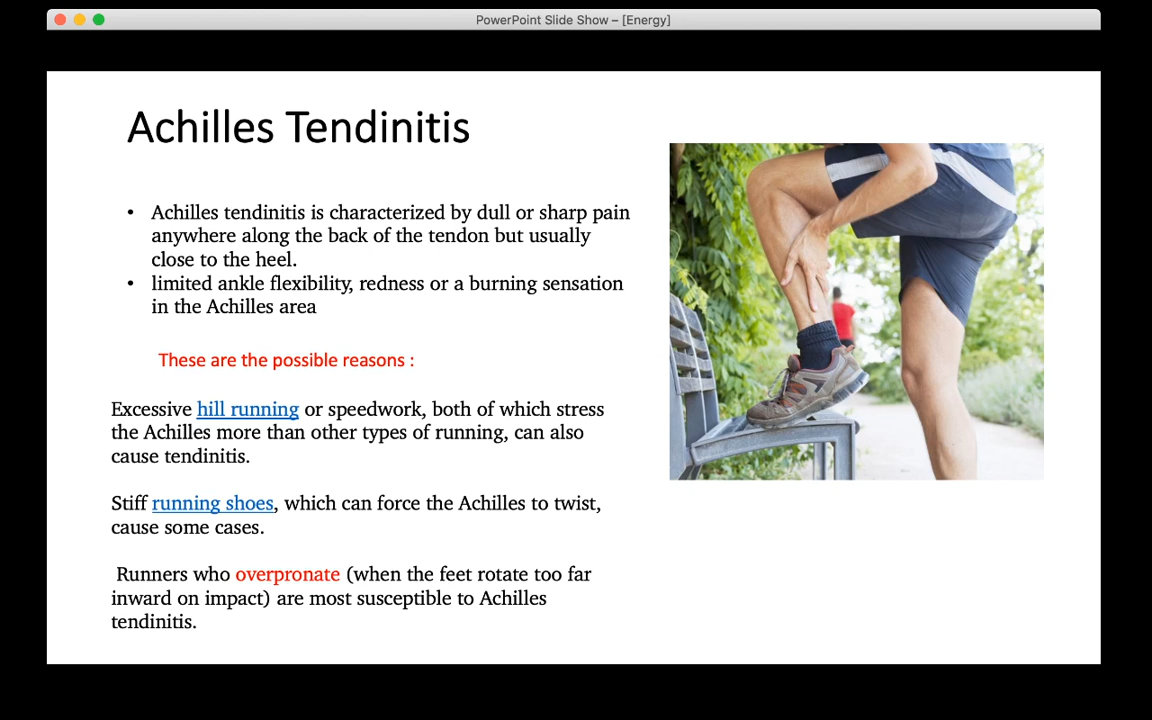 PowerPoint Slide Show – [Energy]
Achilles Tendinitis
• Achilles tendinitis is characterized by dull or sharp pain
anywhere along the back of the tendon but usually
close to the heel.
• limited ankle flexibility, redness or a burning sensation
in the Achilles area
These are the possible reasons :
Excessive hill running or speedwork, both of which stress
the Achilles more than other types of running, can also
cause tendinitis.
Stiff running shoes, which can force the Achilles to twist,
cause some cases.
Runners who overpronate (when the feet rotate too far
inward on impact) are most susceptible to Achilles
tendinitis.